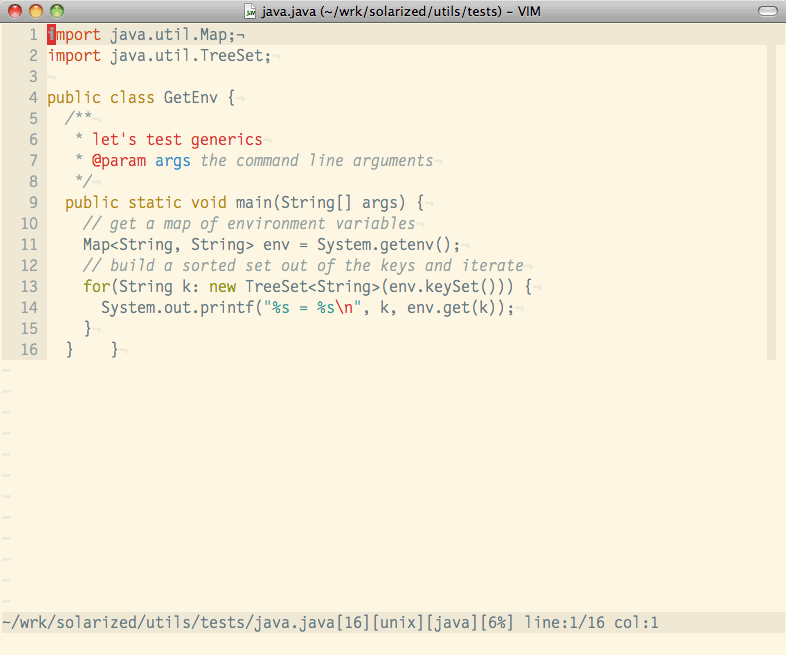 java.java (~/wrk/solarized/utils/tests) – VIM
1 import java.util.Map;¬
2 import java.util.TreeSet;¬
3 ¬
4 public class GetEnv {¬
5   /**¬
6    * let's test generics¬
7    * @param args the command line arguments¬
8    */¬
9   public static void main(String[] args) {¬
10     // get a map of environment variables¬
11     Map<String, String> env = System.getenv();¬
12     // build a sorted set out of the keys and iterate¬
13     for(String k: new TreeSet<String>(env.keySet())) {¬
14       System.out.printf("%s = %s\n", k, env.get(k));¬
15     }¬
16   }    }¬
~
~
~
~
~
~
~
~
~
~
~
~
~/wrk/solarized/utils/tests/java.java[16][unix][java][6%] line:1/16 col:1